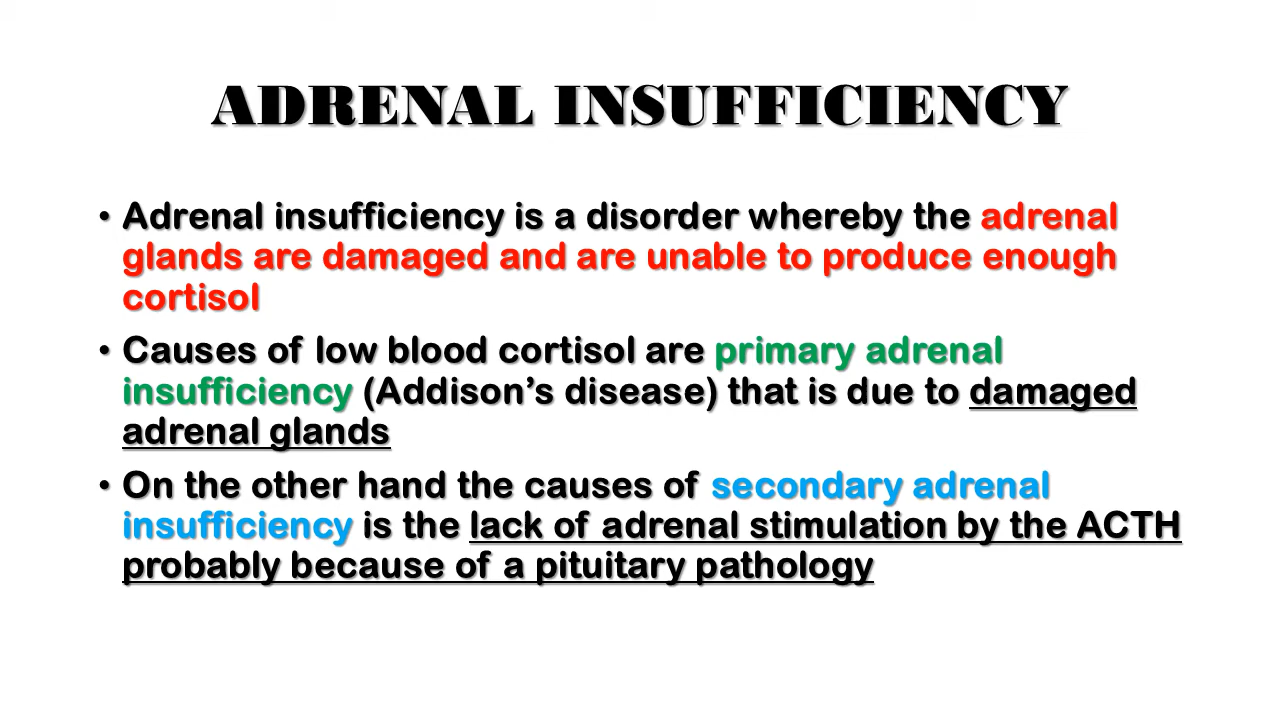 ADRENAL INSUFFICIENCY
• Adrenal insufficiency is a disorder whereby the adrenal
glands are damaged and are unable to produce enough
cortisol
• Causes of low blood cortisol are primary adrenal
insufficiency (Addison’s disease) that is due to damaged
adrenal glands
• On the other hand the causes of secondary adrenal
insufficiency is the lack of adrenal stimulation by the ACTH
probably because of a pituitary pathology